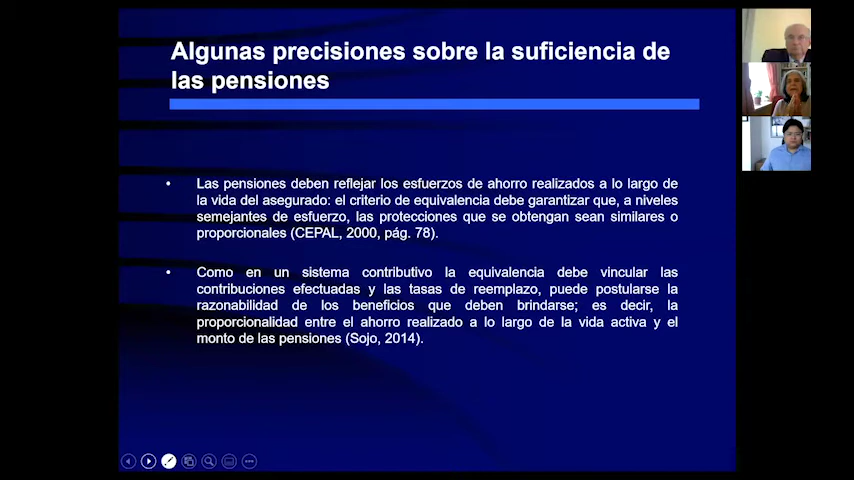 Algunas precisiones sobre la suficiencia de
las pensiones
• Las pensiones deben reflejar los esfuerzos de ahorro realizados a lo largo de
la vida del asegurado: el criterio de equivalencia debe garantizar que, a niveles
semejantes de esfuerzo, las protecciones que se obtengan sean similares o
proporcionales (CEPAL, 2000, pág. 78).
• Como en un sistema contributivo la equivalencia debe vincular las
contribuciones efectuadas y las tasas de reemplazo, puede postularse la
razonabilidad de los beneficios que deben brindarse; es decir, la
proporcionalidad entre el ahorro realizado a lo largo de la vida activa y el
monto de las pensiones (Sojo, 2014).